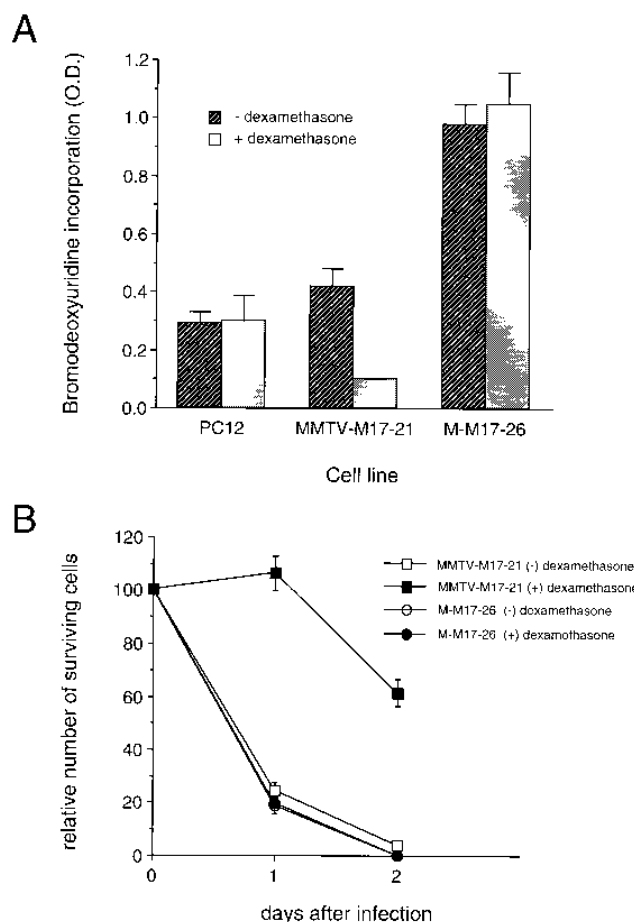 A
Bromodeoxyuridine incorporation (O.D.)
1.2
1.0
0.8
0.6
0.4
0.2
0.0
- dexamethasone
+ dexamethasone
PC12 MMTV-M17-21 M-M17-26
Cell line
B
relative number of surviving cells
120
100
80
60
40
20
0
MMTV-M17-21 (-) dexamethasone
MMTV-M17-21 (+) dexamethasone
M-M17-26 (-) doxamethasone
M-M17-26 (+) dexamothasone
0 1 2
days after infection